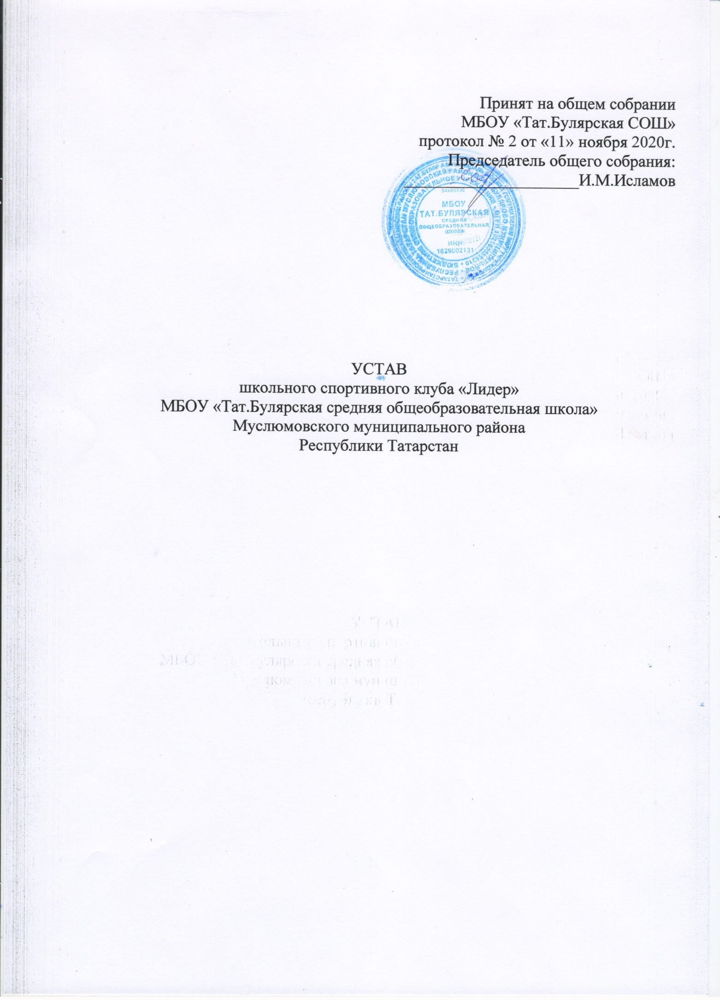 Принят на общем собрании
МБОУ «Тат.Булярская СОШ»
протокол № 2 от «11» ноября 2020г.
Председатель общего собрания:
И.М.Исламов
54480536
МБОУ
ТАТ.БУЛЯРСКАЯ
СРЕДНЯЯ
ОБЩЕОБРАЗОВАТЕЛЬНАЯ
ШКОЛА
ИНН
1629002131
УСТАВ
школьного спортивного клуба «Лидер»
МБОУ «Тат.Булярская средняя общеобразовательная школа»
Муслюмовского муниципального района
Республики Татарстан